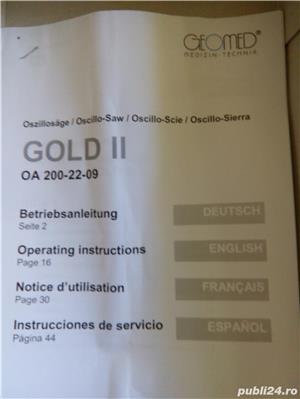 GEOMED®
MEDIZIN-TECHNIK
Oszillosäge / Oscillo-Saw / Oscillo-Scie / Oscillo-Sierra
GOLD II
OA 200-22-09
Betriebsanleitung DEUTSCH
Seite 2
Operating instructions ENGLISH
Page 16
Notice d'utilisation FRANÇAIS
Page 30
Instrucciones de servicio ESPAÑOL
Página 44
publi24.ro